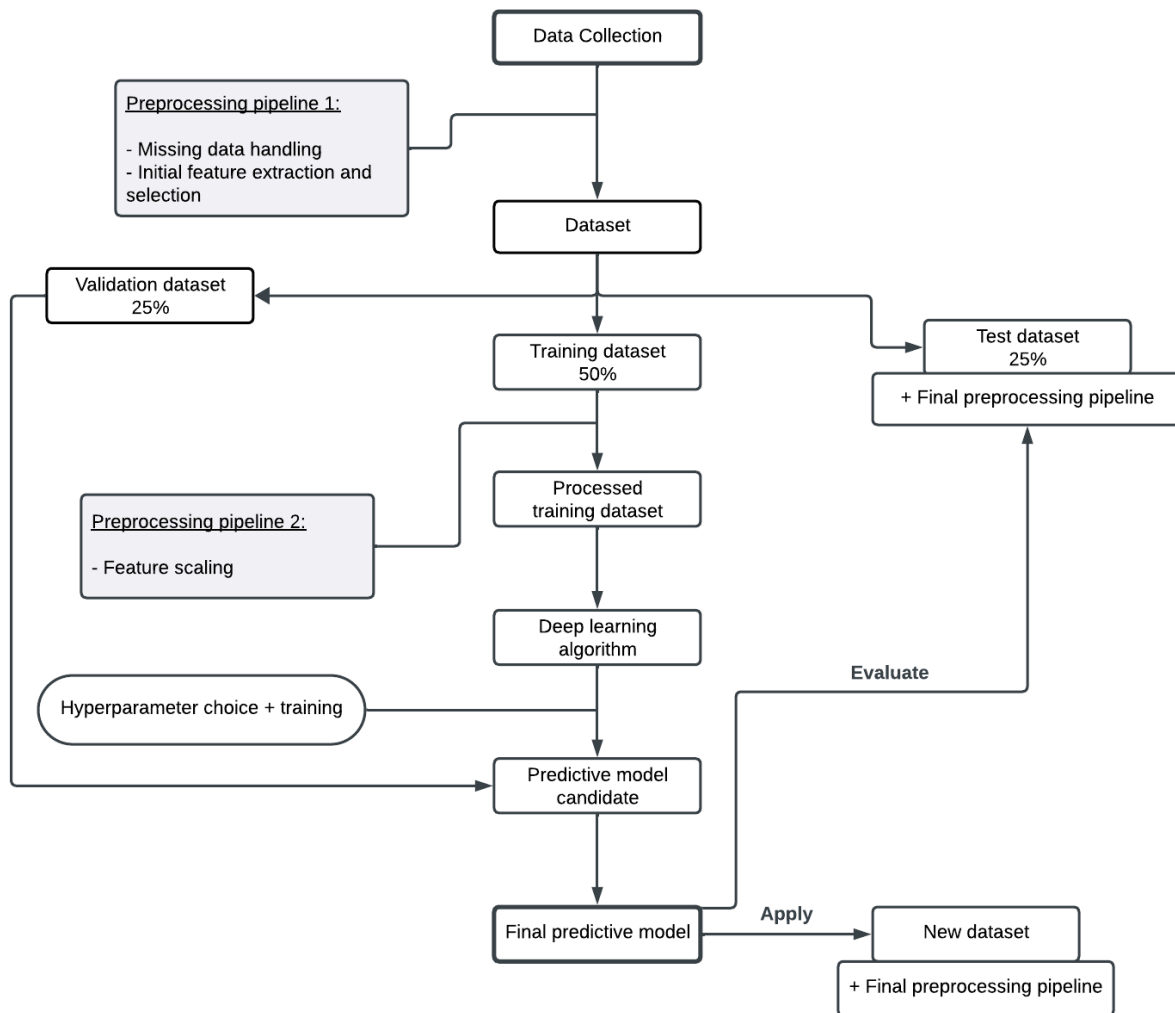 Data Collection
Preprocessing pipeline 1:
- Missing data handling
- Initial feature extraction and
selection
Dataset
Validation dataset
25%
Training dataset
50%
Test dataset
25%
+ Final preprocessing pipeline
Processed
training dataset
Preprocessing pipeline 2:
- Feature scaling
Deep learning
algorithm
Evaluate
Hyperparameter choice + training
Predictive model
candidate
Final predictive model
Apply
New dataset
+ Final preprocessing pipeline